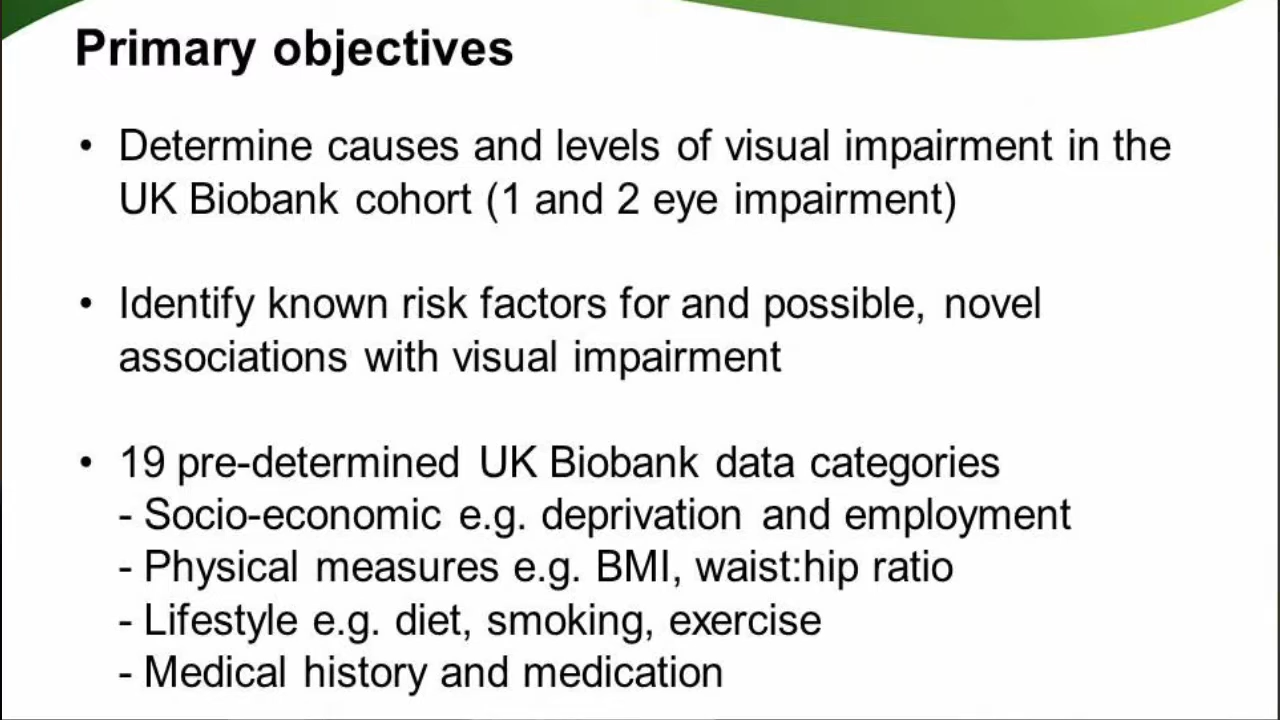 Primary objectives
• Determine causes and levels of visual impairment in the
UK Biobank cohort (1 and 2 eye impairment)
• Identify known risk factors for and possible, novel
associations with visual impairment
• 19 pre-determined UK Biobank data categories
- Socio-economic e.g. deprivation and employment
- Physical measures e.g. BMI, waist:hip ratio
- Lifestyle e.g. diet, smoking, exercise
- Medical history and medication